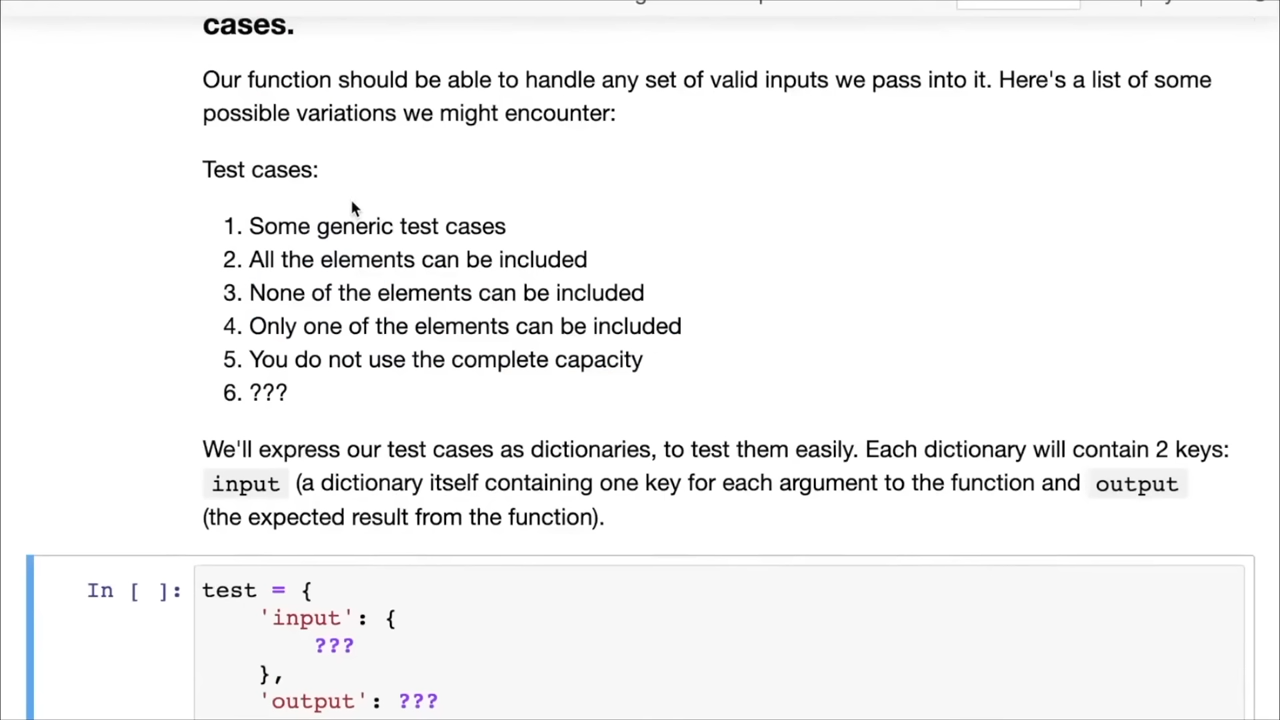 cases.
Our function should be able to handle any set of valid inputs we pass into it. Here's a list of some
possible variations we might encounter:
Test cases:
1. Some generic test cases
2. All the elements can be included
3. None of the elements can be included
4. Only one of the elements can be included
5. You do not use the complete capacity
6. ???
We'll express our test cases as dictionaries, to test them easily. Each dictionary will contain 2 keys:
input (a dictionary itself containing one key for each argument to the function and output
(the expected result from the function).
In [ ]: test = {
'input': {
???
},
'output': ???